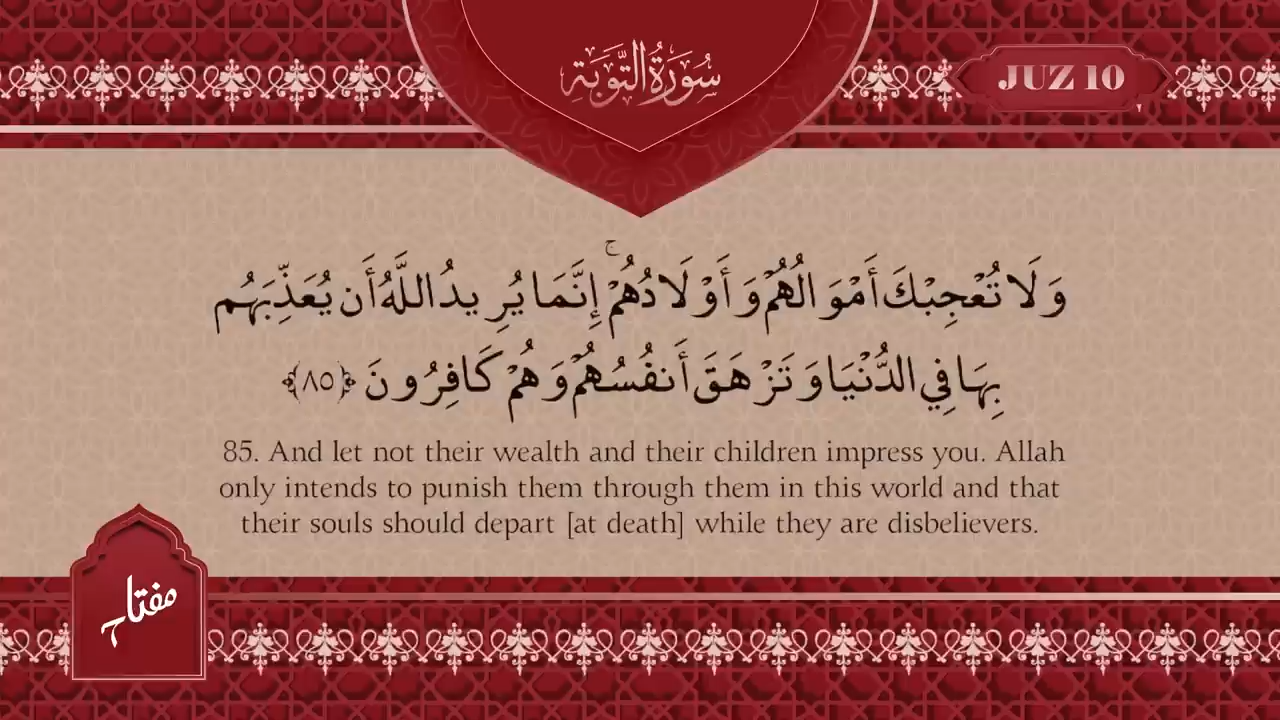 سُورَةُ التَّوْبَةِ
JUZ 10
وَلَا تُعْجِبْكَ أَمْوَالُهُمْ وَأَوْلَادُهُمْ ۚ إِنَّمَا يُرِيدُ اللَّهُ أَن يُعَذِّبَهُم
بِهَا فِي الدُّنْيَا وَتَزْهَقَ أَنفُسُهُمْ وَهُمْ كَافِرُونَ ﴿٨٥﴾
85. And let not their wealth and their children impress you. Allah
only intends to punish them through them in this world and that
their souls should depart [at death] while they are disbelievers.
مفتاح